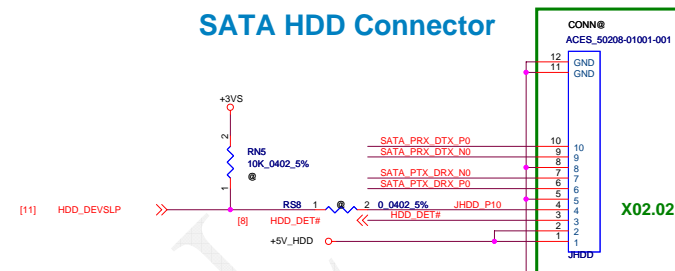 SATA HDD Connector
CONN@
ACES_50208-01001-001
12 GND
11 GND
+3VS
2
RN5
10K_0402_5%
@
1
SATA_PRX_DTX_P0 10 10
SATA_PRX_DTX_N0 9 9
8 8
SATA_PTX_DRX_N0 7 7
SATA_PTX_DRX_P0 6 6
5 5
[11] HDD_DEVSLP RS8 1 @ 2 0_0402_5% JHDD_P10 4 4 X02.02
[8] HDD_DET# HDD_DET# 3 3
2 2
+5V_HDD 1 1
JHDD